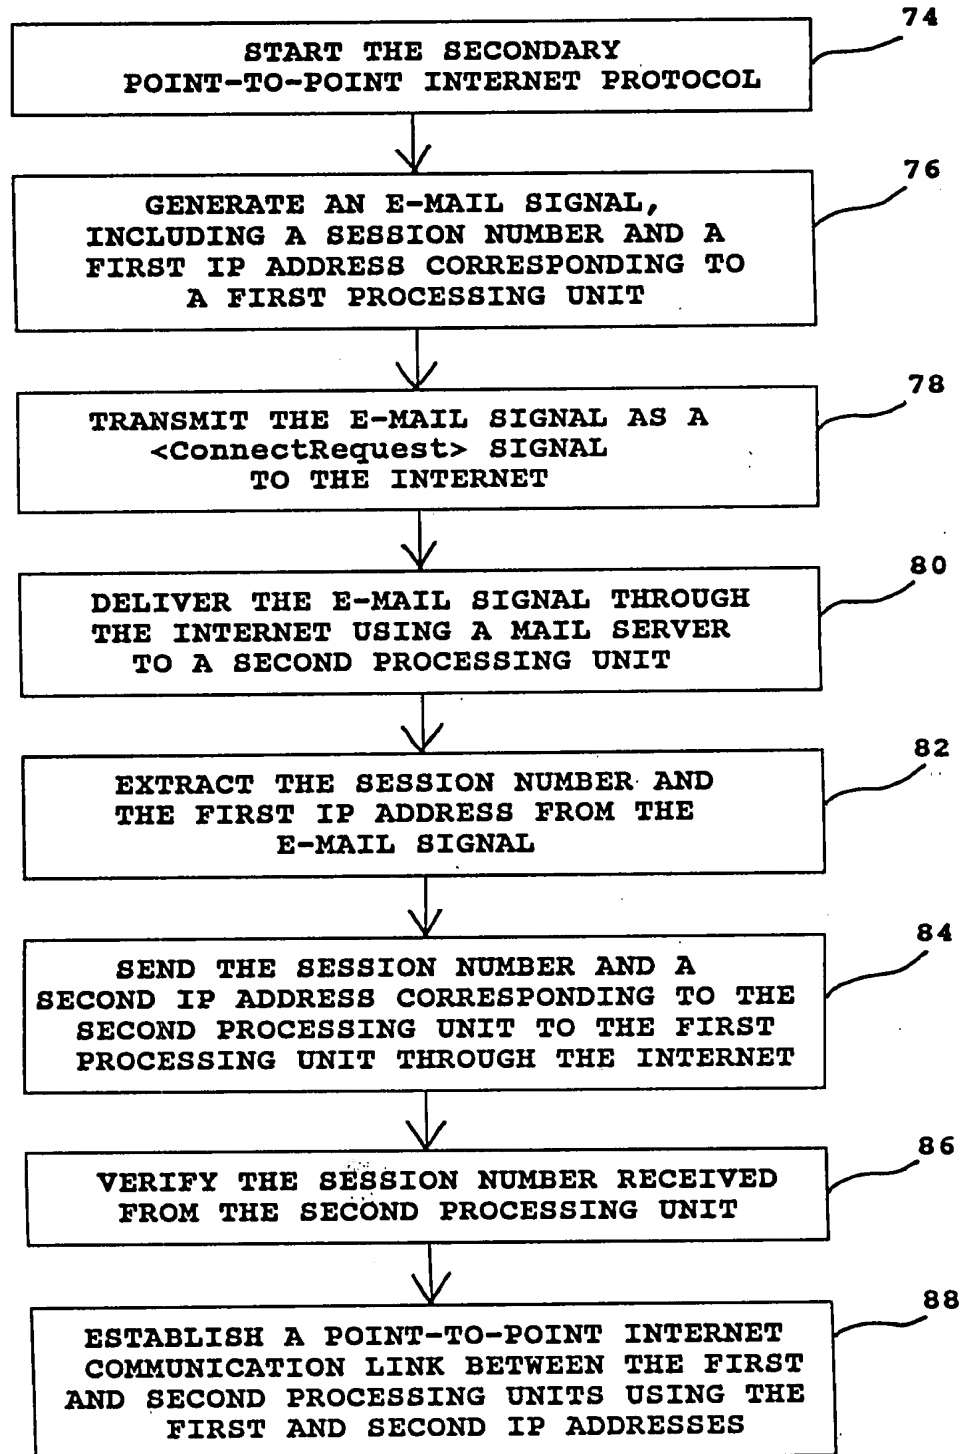 74
START THE SECONDARY
POINT-TO-POINT INTERNET PROTOCOL
76
GENERATE AN E-MAIL SIGNAL,
INCLUDING A SESSION NUMBER AND A
FIRST IP ADDRESS CORRESPONDING TO
A FIRST PROCESSING UNIT
78
TRANSMIT THE E-MAIL SIGNAL AS A
<ConnectRequest> SIGNAL
TO THE INTERNET
80
DELIVER THE E-MAIL SIGNAL THROUGH
THE INTERNET USING A MAIL SERVER
TO A SECOND PROCESSING UNIT
82
EXTRACT THE SESSION NUMBER AND
THE FIRST IP ADDRESS FROM THE
E-MAIL SIGNAL
84
SEND THE SESSION NUMBER AND A
SECOND IP ADDRESS CORRESPONDING TO THE
SECOND PROCESSING UNIT TO THE FIRST
PROCESSING UNIT THROUGH THE INTERNET
86
VERIFY THE SESSION NUMBER RECEIVED
FROM THE SECOND PROCESSING UNIT
88
ESTABLISH A POINT-TO-POINT INTERNET
COMMUNICATION LINK BETWEEN THE FIRST
AND SECOND PROCESSING UNITS USING THE
FIRST AND SECOND IP ADDRESSES